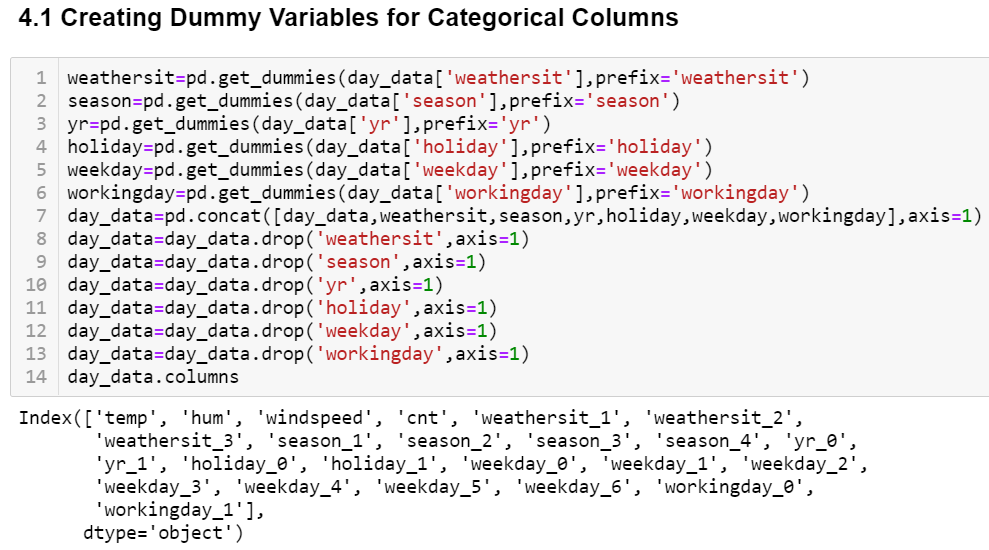 4.1 Creating Dummy Variables for Categorical Columns
1 weathersit=pd.get_dummies(day_data['weathersit'],prefix='weathersit')
2 season=pd.get_dummies(day_data['season'],prefix='season')
3 yr=pd.get_dummies(day_data['yr'],prefix='yr')
4 holiday=pd.get_dummies(day_data['holiday'],prefix='holiday')
5 weekday=pd.get_dummies(day_data['weekday'],prefix='weekday')
6 workingday=pd.get_dummies(day_data['workingday'],prefix='workingday')
7 day_data=pd.concat([day_data,weathersit,season,yr,holiday,weekday,workingday],axis=1)
8 day_data=day_data.drop('weathersit',axis=1)
9 day_data=day_data.drop('season',axis=1)
10 day_data=day_data.drop('yr',axis=1)
11 day_data=day_data.drop('holiday',axis=1)
12 day_data=day_data.drop('weekday',axis=1)
13 day_data=day_data.drop('workingday',axis=1)
14 day_data.columns
Index(['temp', 'hum', 'windspeed', 'cnt', 'weathersit_1', 'weathersit_2',
'weathersit_3', 'season_1', 'season_2', 'season_3', 'season_4', 'yr_0',
'yr_1', 'holiday_0', 'holiday_1', 'weekday_0', 'weekday_1', 'weekday_2',
'weekday_3', 'weekday_4', 'weekday_5', 'weekday_6', 'workingday_0',
'workingday_1'],
dtype='object')